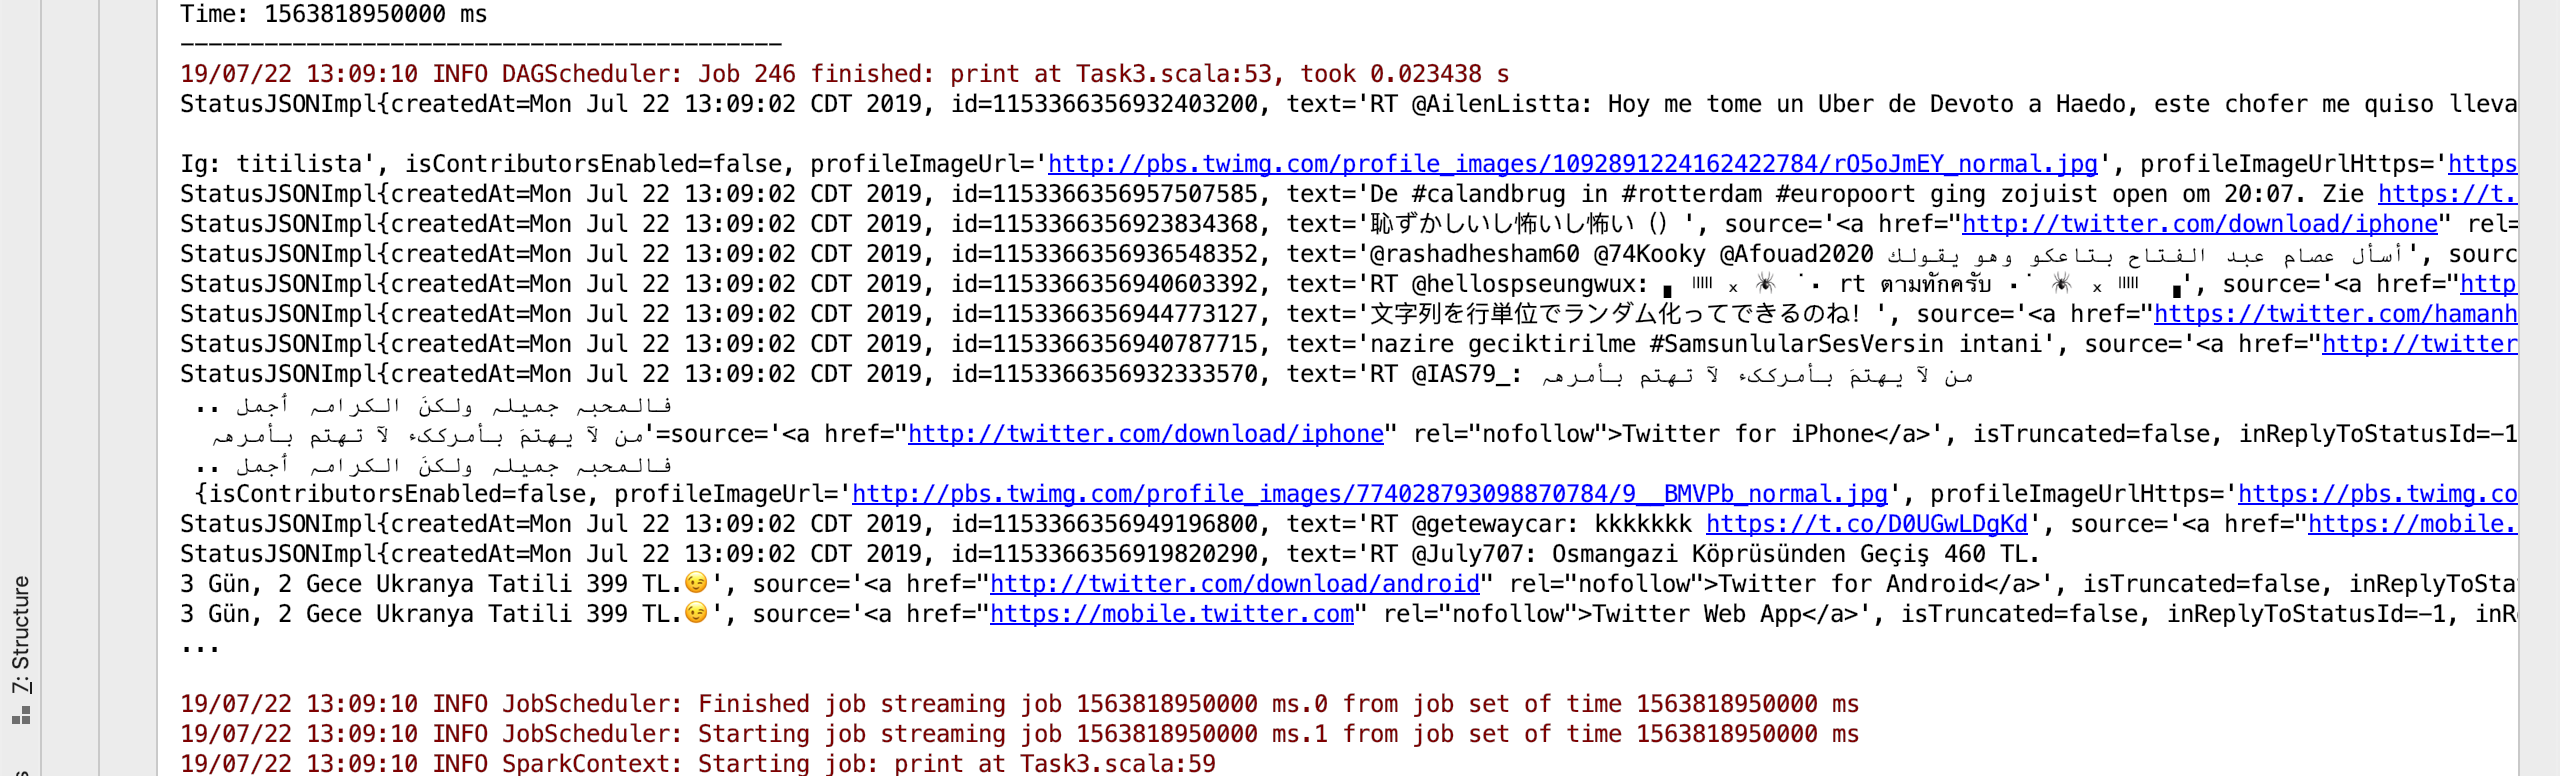 Time: 1563818950000 ms
-------------------------------------------
19/07/22 13:09:10 INFO DAGScheduler: Job 246 finished: print at Task3.scala:53, took 0.023438 s
StatusJSONImpl{createdAt=Mon Jul 22 13:09:02 CDT 2019, id=1153366356932403200, text='RT @AilenListta: Hoy me tome un Uber de Devoto a Haedo, este chofer me quiso lleva
Ig: titilista', isContributorsEnabled=false, profileImageUrl='http://pbs.twimg.com/profile_images/1092891224162422784/rO5oJmEY_normal.jpg', profileImageUrlHttps='https
StatusJSONImpl{createdAt=Mon Jul 22 13:09:02 CDT 2019, id=1153366356957507585, text='De #calandbrug in #rotterdam #europoort ging zojuist open om 20:07. Zie https://t.
StatusJSONImpl{createdAt=Mon Jul 22 13:09:02 CDT 2019, id=1153366356923834368, text='恥ずかしいし怖いし怖い（）', source='<a href="http://twitter.com/download/iphone" rel=
StatusJSONImpl{createdAt=Mon Jul 22 13:09:02 CDT 2019, id=1153366356936548352, text='@rashadhesham60 @74Kooky @Afouad2020 أسأل عصام عبد الفتاح بتاعكو وهو يقولك', sourc
StatusJSONImpl{createdAt=Mon Jul 22 13:09:02 CDT 2019, id=1153366356940603392, text='RT @hellospseungwux: ₓ 🕷 ˙· rt ตามทักครับ ·˙ 🕷 ₓ ', source='<a href="http
StatusJSONImpl{createdAt=Mon Jul 22 13:09:02 CDT 2019, id=1153366356944773127, text='文字列を行単位でランダム化ってできるのね！', source='<a href="https://twitter.com/hamanh
StatusJSONImpl{createdAt=Mon Jul 22 13:09:02 CDT 2019, id=1153366356940787715, text='nazire geciktirilme #SamsunlularSesVersin intani', source='<a href="http://twitter
StatusJSONImpl{createdAt=Mon Jul 22 13:09:02 CDT 2019, id=1153366356932333570, text='RT @IAS79_: من لآ يهتمَ بأمركـكء لآ تهتم بأمرهہ
فالمحبہ جميلہ ولكنَ الكرامہ أجمل ..
من لآ يهتمَ بأمركـكء لآ تهتم بأمرهہ'=source='<a href="http://twitter.com/download/iphone" rel="nofollow">Twitter for iPhone</a>', isTruncated=false, inReplyToStatusId=-1
فالمحبہ جميلہ ولكنَ الكرامہ أجمل ..
{isContributorsEnabled=false, profileImageUrl='http://pbs.twimg.com/profile_images/774028793098870784/9__BMVPb_normal.jpg', profileImageUrlHttps='https://pbs.twimg.co
StatusJSONImpl{createdAt=Mon Jul 22 13:09:02 CDT 2019, id=1153366356949196800, text='RT @getewaycar: kkkkkkk https://t.co/D0UGwLDgKd', source='<a href="https://mobile.
StatusJSONImpl{createdAt=Mon Jul 22 13:09:02 CDT 2019, id=1153366356919820290, text='RT @July707: Osmangazi Köprüsünden Geçiş 460 TL.
3 Gün, 2 Gece Ukranya Tatili 399 TL.😉', source='<a href="http://twitter.com/download/android" rel="nofollow">Twitter for Android</a>', isTruncated=false, inReplyToSta
3 Gün, 2 Gece Ukranya Tatili 399 TL.😉', source='<a href="https://mobile.twitter.com" rel="nofollow">Twitter Web App</a>', isTruncated=false, inReplyToStatusId=-1, inR
...
19/07/22 13:09:10 INFO JobScheduler: Finished job streaming job 1563818950000 ms.0 from job set of time 1563818950000 ms
19/07/22 13:09:10 INFO JobScheduler: Starting job streaming job 1563818950000 ms.1 from job set of time 1563818950000 ms
19/07/22 13:09:10 INFO SparkContext: Starting job: print at Task3.scala:59
7: Structure